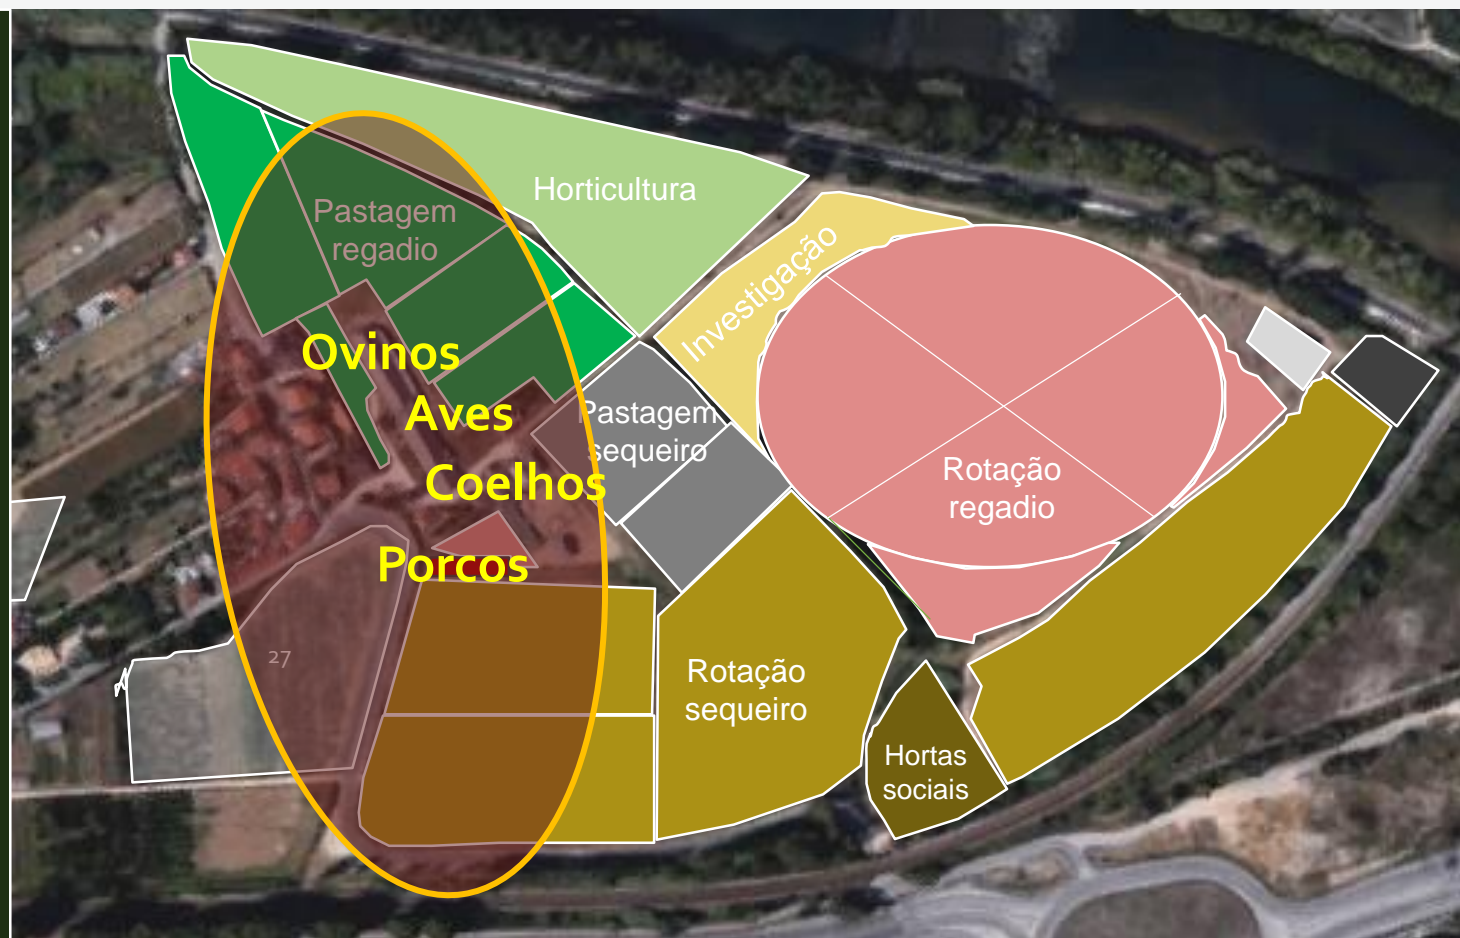 Horticultura
Pastagem
regadio
Investigação
Ovinos
Aves
Pastagem
sequeiro
Coelhos
Rotação
regadio
Porcos
27
Rotação
sequeiro
Hortas
sociais